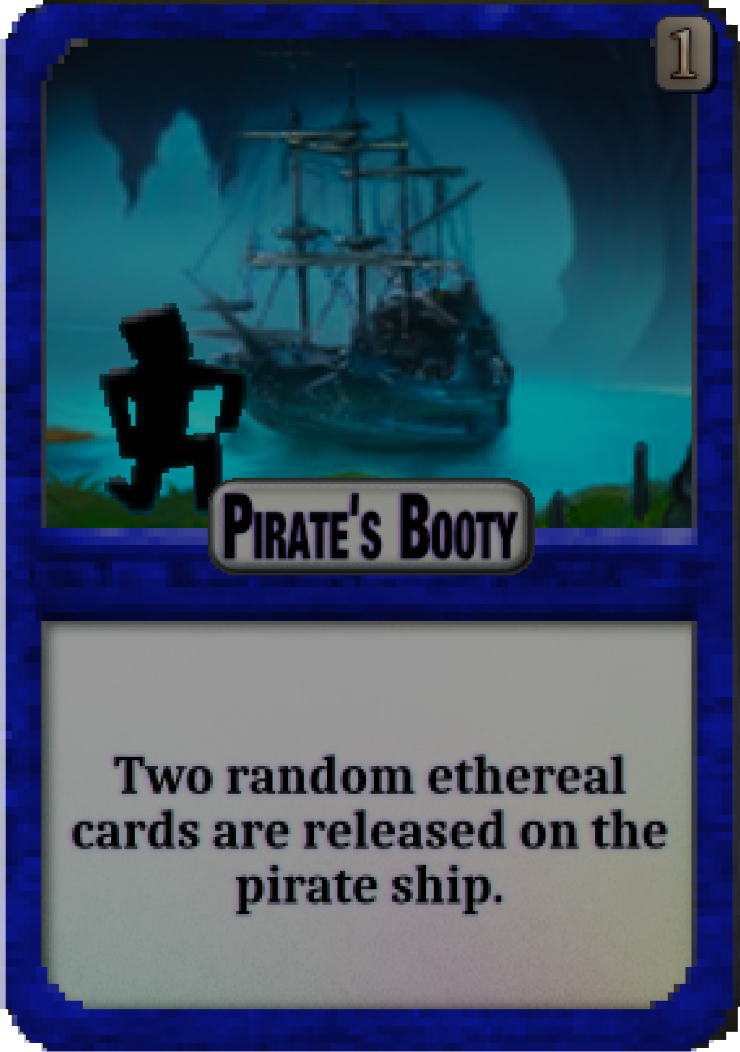 1
Pirate's Booty
Two random ethereal
cards are released on the
pirate ship.